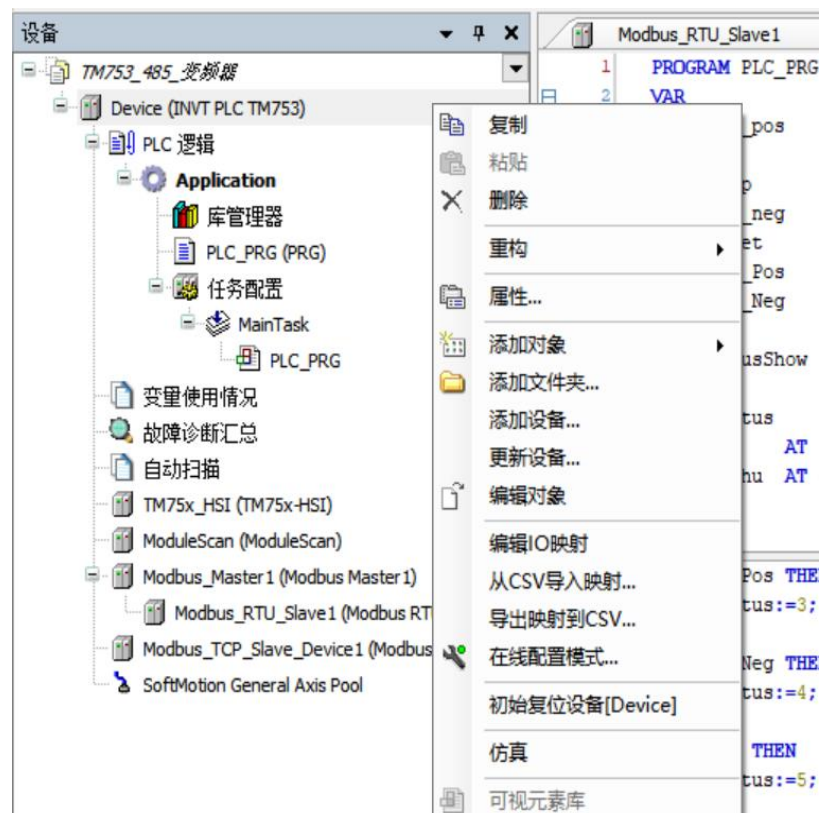 设备
TM753_485_变频器
Device (INVT PLC TM753)
PLC 逻辑
Application
库管理器
PLC_PRG (PRG)
任务配置
MainTask
PLC_PRG
变量使用情况
故障诊断汇总
自动扫描
TM75x_HSI (TM75x-HSI)
ModuleScan (ModuleScan)
Modbus_Master1 (Modbus Master1)
Modbus_RTU_Slave1 (Modbus RT
Modbus_TCP_Slave_Device1 (Modbus
SoftMotion General Axis Pool
复制
粘贴
删除
重构
属性...
添加对象
添加文件夹...
添加设备...
更新设备...
编辑对象
编辑IO映射
从CSV导入映射...
导出映射到CSV...
在线配置模式...
初始复位设备[Device]
仿真
可视元素库
Modbus_RTU_Slave1
1 PROGRAM PLC_PRG
2 VAR
_pos
p
_neg
et
_Pos
_Neg
usShow
tus
AT
hu AT
Pos THE
tus:=3;
Neg THE
tus:=4;
THEN
tus:=5;